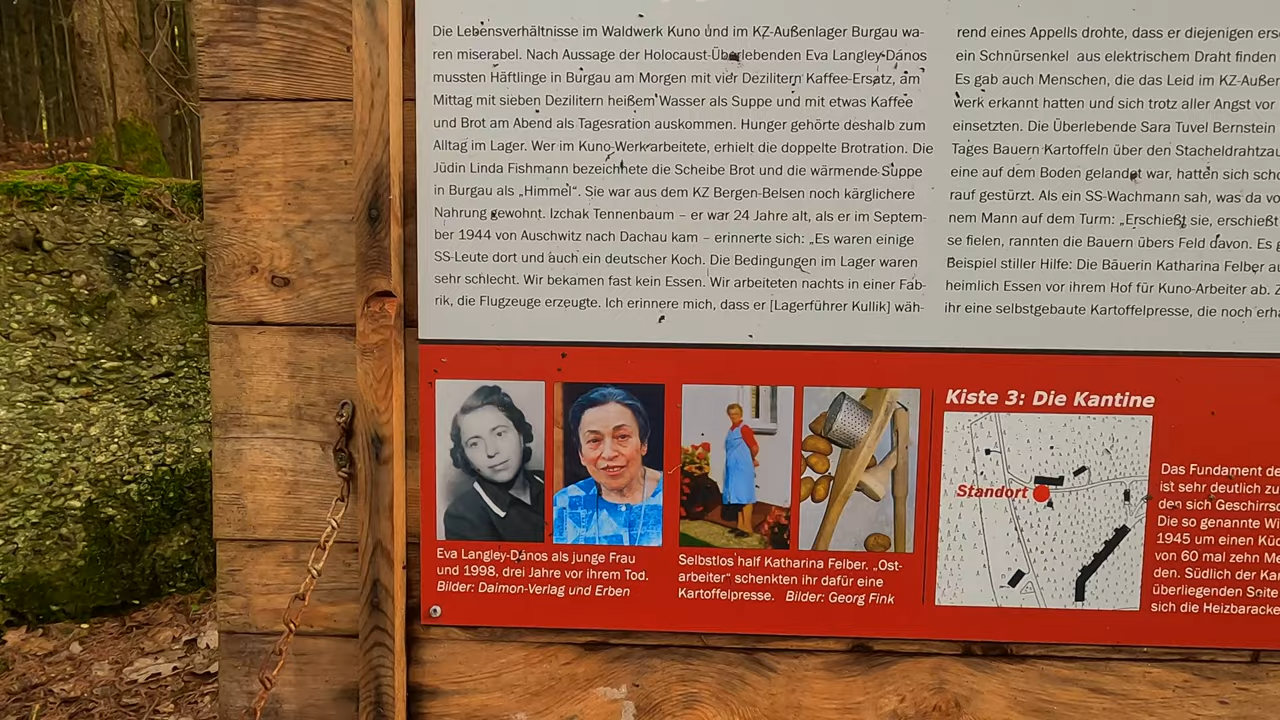 Die Lebensverhältnisse im Waldwerk Kuno und im KZ-Außenlager Burgau wa-
ren miserabel. Nach Aussage der Holocaust-Überlebenden Eva Langley-Dános
mussten Häftlinge in Burgau am Morgen mit vier Dezilitern Kaffee-Ersatz, am
Mittag mit sieben Dezilitern heißem Wasser als Suppe und mit etwas Kaffee
und Brot am Abend als Tagesration auskommen. Hunger gehörte deshalb zum
Alltag im Lager. Wer im Kuno-Werk arbeitete, erhielt die doppelte Brotration. Die
Jüdin Linda Fishmann bezeichnete die Scheibe Brot und die wärmende Suppe
in Burgau als „Himmel“. Sie war aus dem KZ Bergen-Belsen noch kärglichere
Nahrung gewohnt. Izchak Tennenbaum – er war 24 Jahre alt, als er im Septem-
ber 1944 von Auschwitz nach Dachau kam – erinnerte sich: „Es waren einige
SS-Leute dort und auch ein deutscher Koch. Die Bedingungen im Lager waren
sehr schlecht. Wir bekamen fast kein Essen. Wir arbeiteten nachts in einer Fab-
rik, die Flugzeuge erzeugte. Ich erinnere mich, dass er [Lagerführer Kullik] wäh-
rend eines Appells drohte, dass er diejenigen ers
ein Schnürsenkel aus elektrischem Draht finden
Es gab auch Menschen, die das Leid im KZ-Außer
werk erkannt hatten und sich trotz aller Angst vor
einsetzten. Die Überlebende Sara Tuvel Bernstein
Tages Bauern Kartoffeln über den Stacheldrahtzau
eine auf dem Boden gelandet war, hatten sich scho
rauf gestürzt. Als ein SS-Wachmann sah, was da vo
nem Mann auf dem Turm: „Erschießt sie, erschießt
se fielen, rannten die Bauern übers Feld davon. Es
Beispiel stiller Hilfe: Die Bäuerin Katharina Felber au
heimlich Essen vor ihrem Hof für Kuno-Arbeiter ab. Z
ihr eine selbstgebaute Kartoffelpresse, die noch erha
Eva Langley-Dános als junge Frau
und 1998, drei Jahre vor ihrem Tod.
Bilder: Daimon-Verlag und Erben
Selbstlos half Katharina Felber. „Ost-
arbeiter“ schenkten ihr dafür eine
Kartoffelpresse. Bilder: Georg Fink
Kiste 3: Die Kantine
Standort
Das Fundament de
ist sehr deutlich zu
den sich Geschirrsc
Die so genannte Wi
1945 um einen Küc
von 60 mal zehn Me
den. Südlich der Kan
überliegenden Seite
sich die Heizbaracke